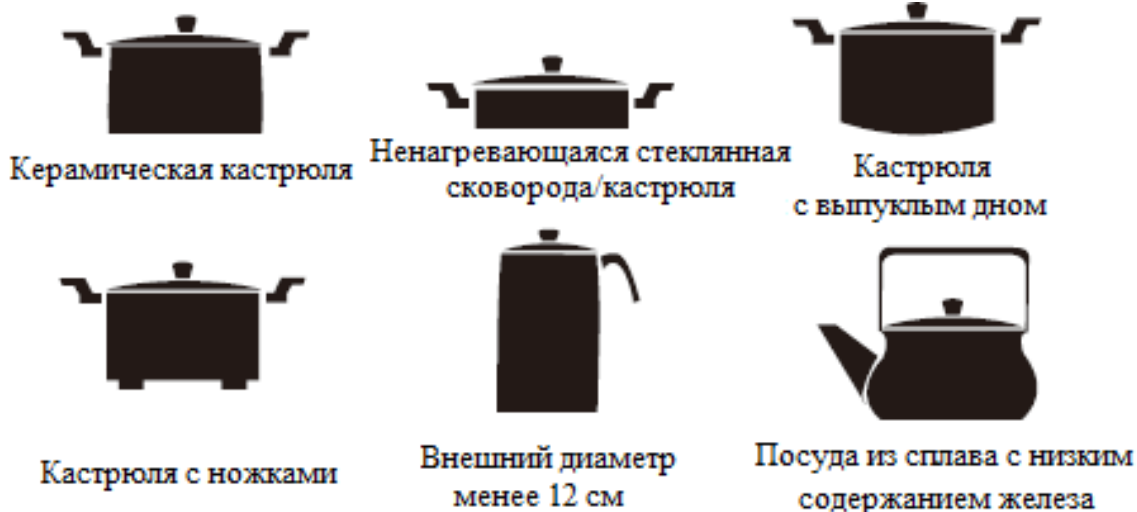 Керамическая кастрюля
Ненагревающаяся стеклянная
сковорода/кастрюля
Кастрюля
с выпуклым дном
Кастрюля с ножками
Внешний диаметр
менее 12 см
Посуда из сплава с низким
содержанием железа